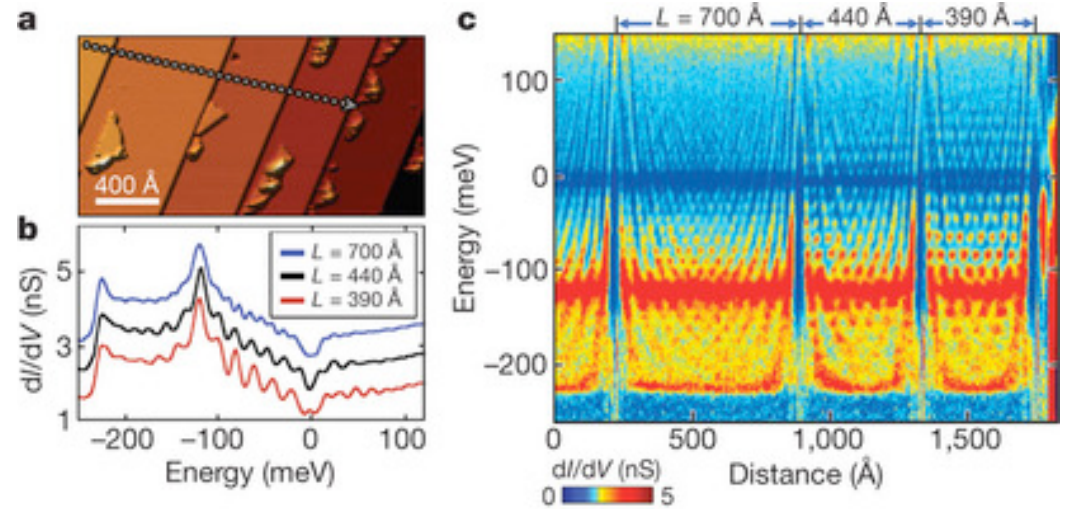 a
400 Å
b
L = 700 Å
L = 440 Å
L = 390 Å
5
3
1
dI/dV (nS)
−200 −100 0 100
Energy (meV)
c
L = 700 Å 440 Å 390 Å
100
0
−100
−200
Energy (meV)
0 500 1,000 1,500
Distance (Å)
dI/dV (nS)
0 5